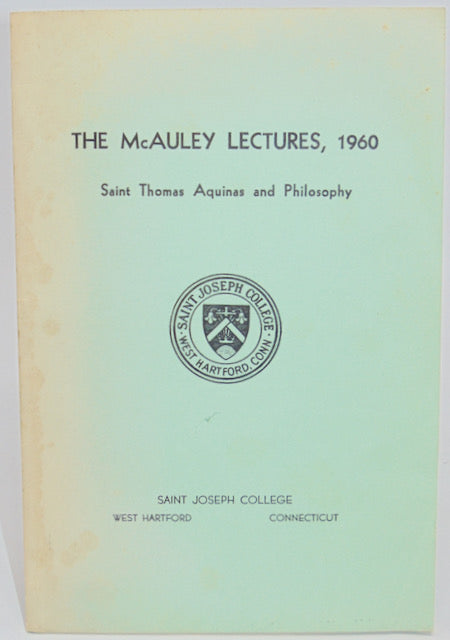 THE McAULEY LECTURES, 1960
Saint Thomas Aquinas and Philosophy
· SAINT JOSEPH COLLEGE ·
WEST HARTFORD, CONN.
SAINT JOSEPH COLLEGE
WEST HARTFORD CONNECTICUT